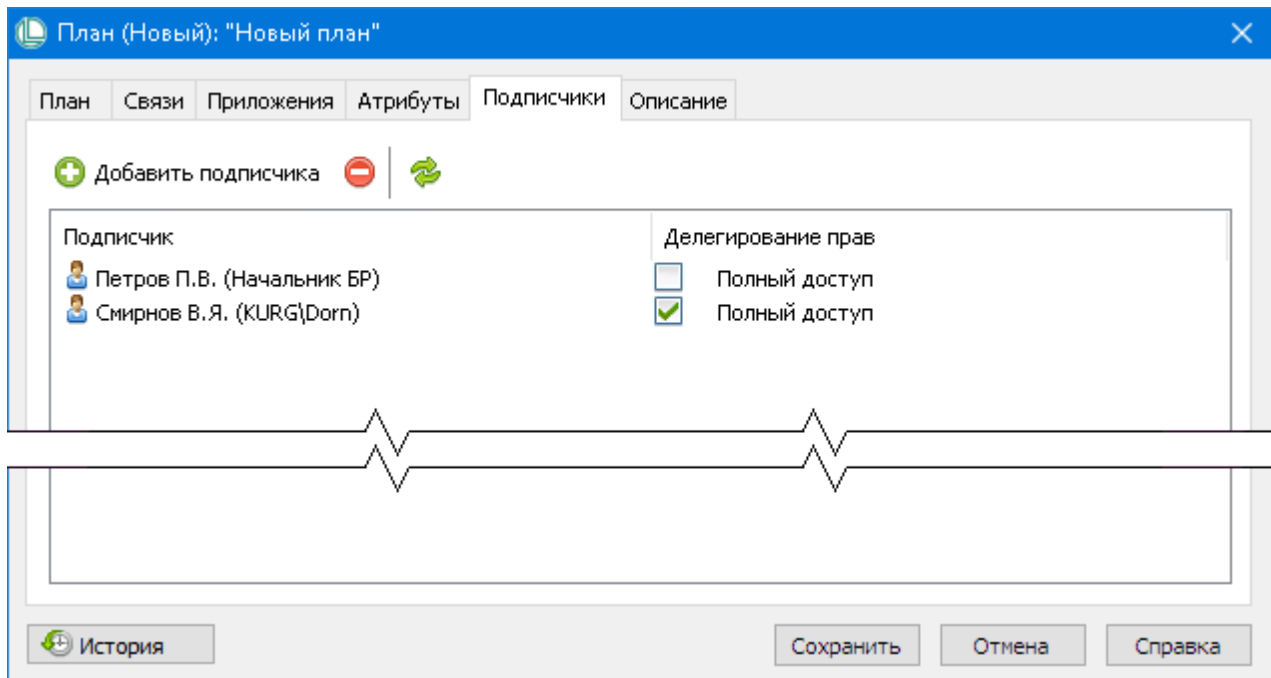 План (Новый): "Новый план"
План Связи Приложения Атрибуты Подписчики Описание
Добавить подписчика
Подписчик Делегирование прав
Петров П.В. (Начальник БР) Полный доступ
Смирнов В.Я. (KURG\Dorn) Полный доступ
История Сохранить Отмена Справка